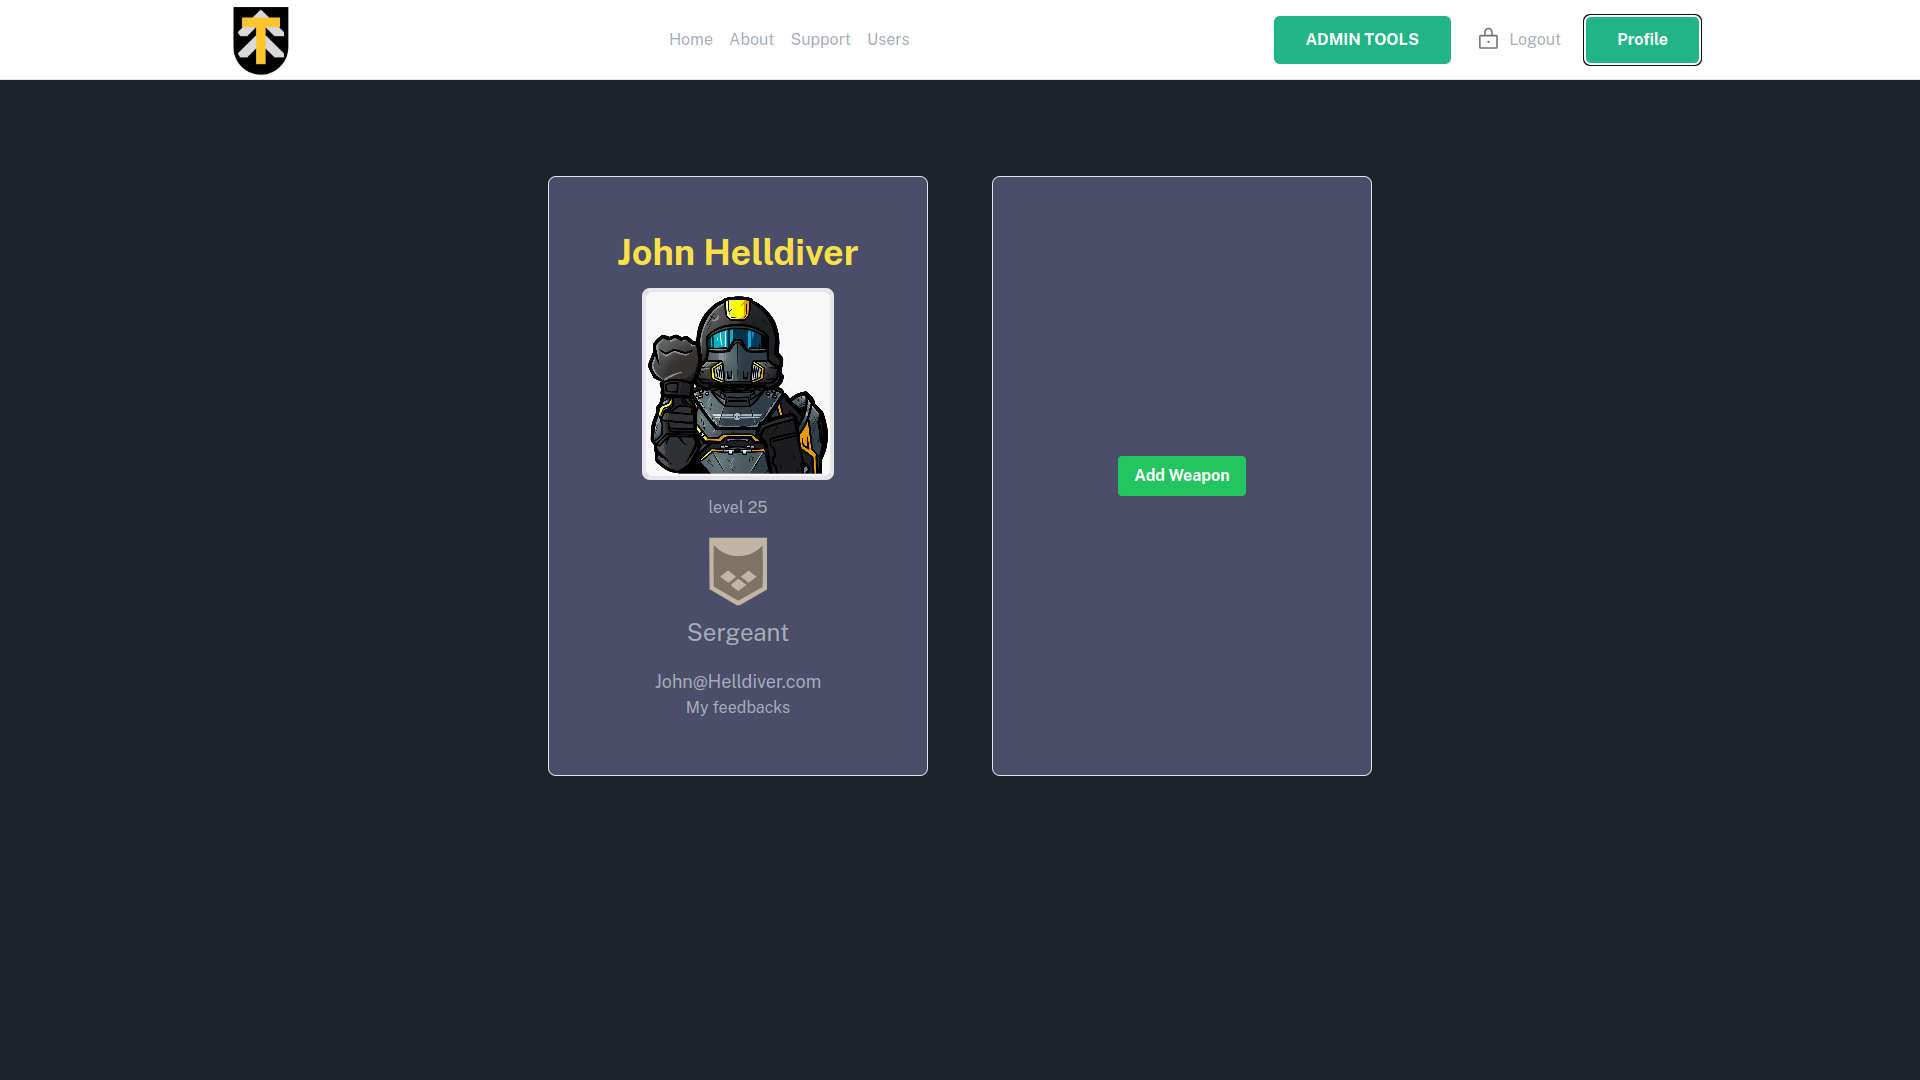 Home About Support Users ADMIN TOOLS Logout Profile
John Helldiver
level 25
Sergeant
John@Helldiver.com
My feedbacks
Add Weapon